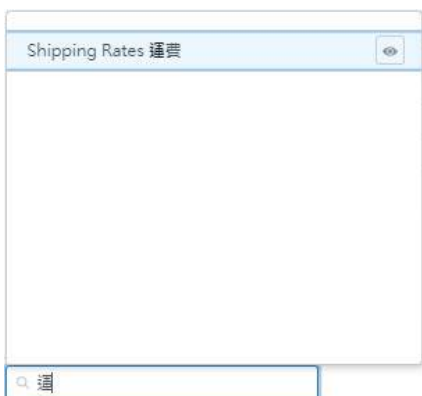 Shipping Rates 運費
運